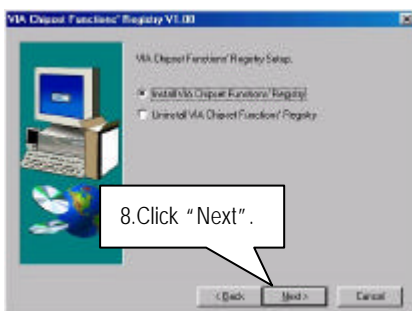 VIA Chipset Functions' Registry V1.00
VIA Chipset Functions' Registry Setup.
Install VIA Chipset Functions' Registry
Uninstall VIA Chipset Functions' Registry
8.Click “Next”.
< Back
Next >
Cancel